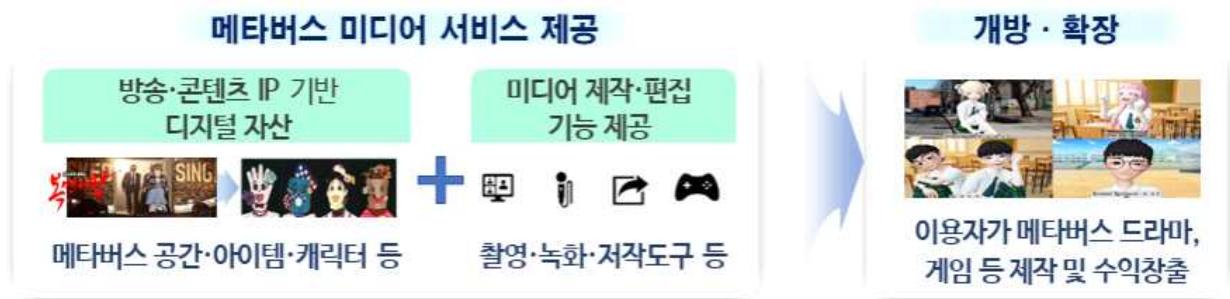 메타버스 미디어 서비스 제공
개방·확장
방송·콘텐츠 IP 기반
디지털 자산
미디어 제작·편집
기능 제공
SING
메타버스 공간·아이템·캐릭터 등
촬영·녹화·저작도구 등
이용자가 메타버스 드라마,
게임 등 제작 및 수익창출